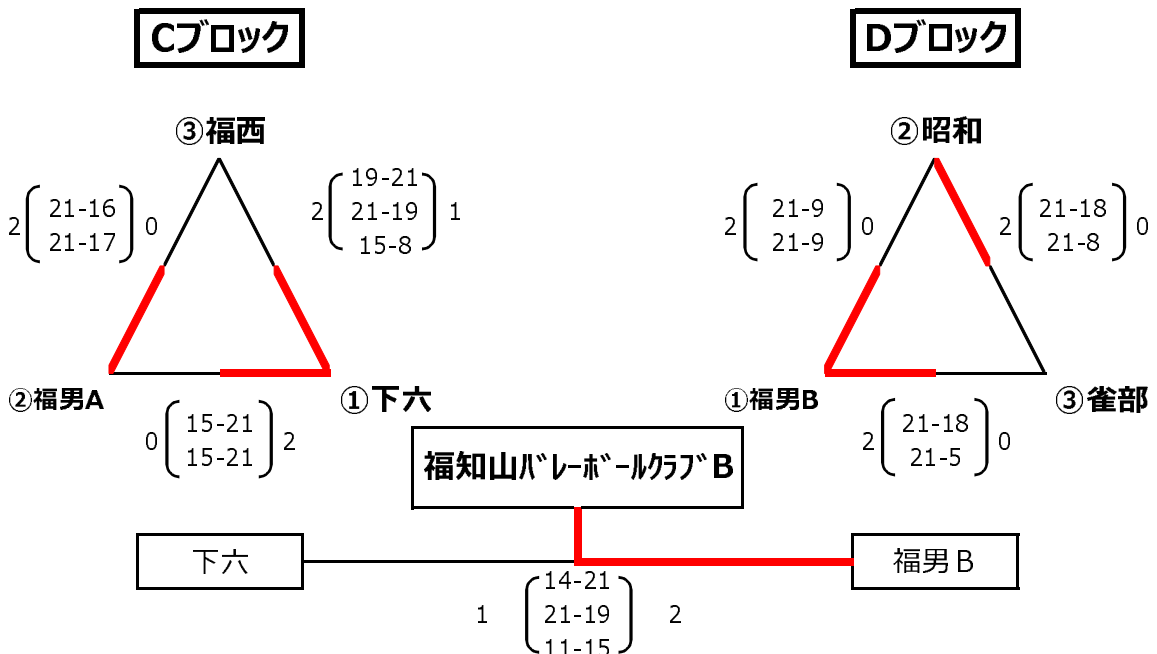 Cブロック
Dブロック
③福西
②昭和
2 21-16 0
21-17
19-21
2 21-19 1
15-8
2 21-9 0
21-9
2 21-18 0
21-8
②福男A
①下六
①福男B
③雀部
0 15-21 2
15-21
2 21-18 0
21-5
福知山ﾊﾞﾚｰﾎﾞｰﾙｸﾗﾌﾞB
下六
福男B
14-21
1 21-19 2
11-15